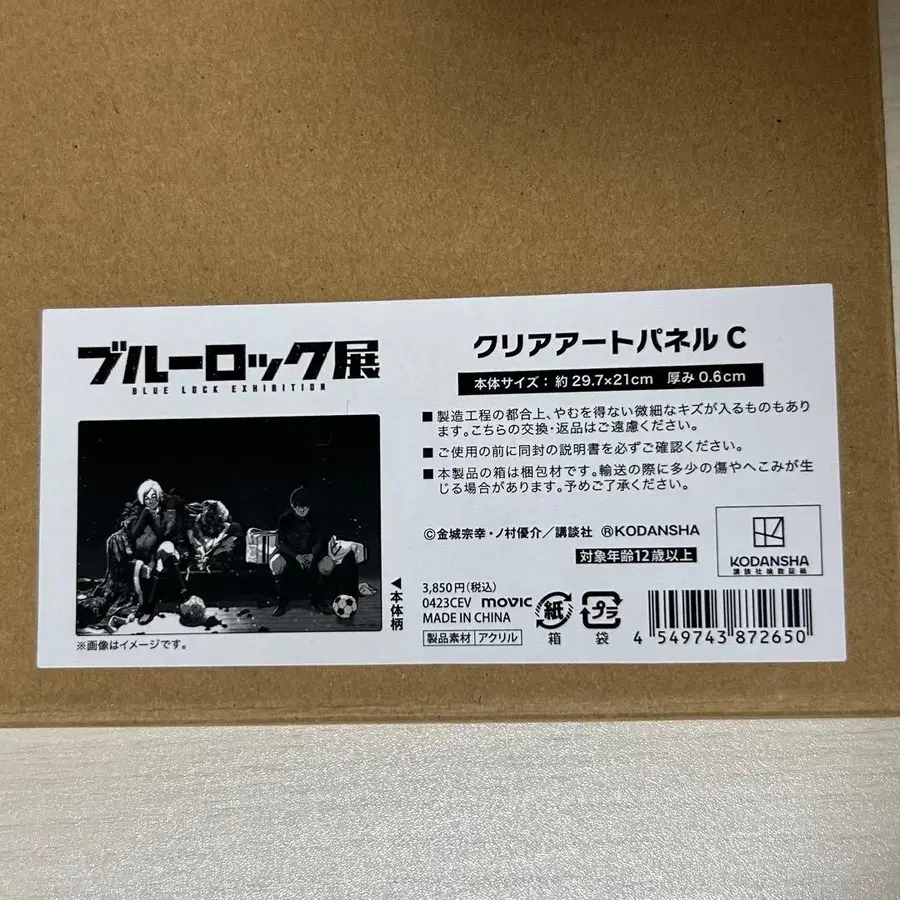 ブルーロック展
BLUE LOCK EXHIBITION
▲本体柄
※画像はイメージです。
クリアアートパネル C
本体サイズ： 約 29.7×21cm 厚み 0.6cm
■ 製造工程の都合上、やむを得ない微細なキズが入るものもあり
ます。こちらの交換・返品はご遠慮ください。
■ ご使用の前に同封の説明書を必ずご確認ください。
■ 本製品の箱は梱包材です。輸送の際に多少の傷やへこみが生
じる場合があります。予めご了承ください。
©金城宗幸・ノ村優介／講談社 ®KODANSHA
対象年齢12歳以上
KODANSHA
講談社検数証紙
3,850円(税込)
0423CEV movic
MADE IN CHINA
製品素材 アクリル
紙
箱
プラ
袋
4 549743 872650